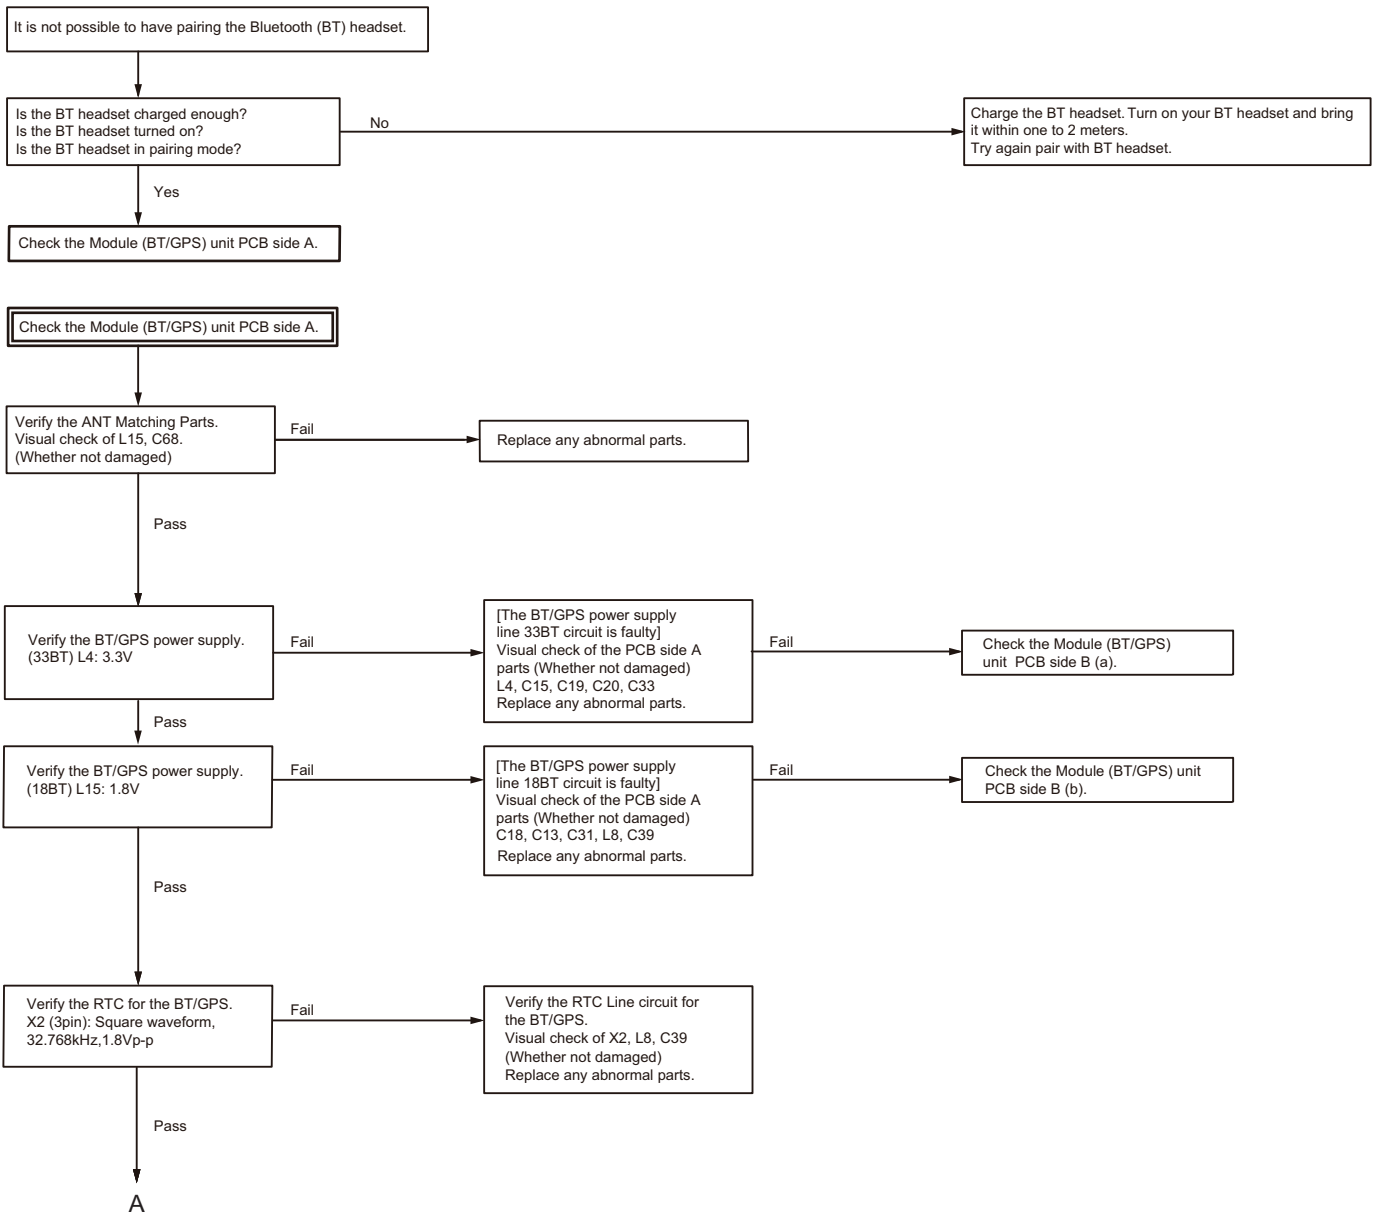 It is not possible to have pairing the Bluetooth (BT) headset.
Is the BT headset charged enough?
Is the BT headset turned on?
Is the BT headset in pairing mode?
No
Charge the BT headset. Turn on your BT headset and bring
it within one to 2 meters.
Try again pair with BT headset.
Yes
Check the Module (BT/GPS) unit PCB side A.
Check the Module (BT/GPS) unit PCB side A.
Verify the ANT Matching Parts.
Visual check of L15, C68.
(Whether not damaged)
Fail
Replace any abnormal parts.
Pass
Verify the BT/GPS power supply.
(33BT) L4: 3.3V
Fail
[The BT/GPS power supply
line 33BT circuit is faulty]
Visual check of the PCB side A
parts (Whether not damaged)
L4, C15, C19, C20, C33
Replace any abnormal parts.
Fail
Check the Module (BT/GPS)
unit PCB side B (a).
Pass
Verify the BT/GPS power supply.
(18BT) L15: 1.8V
Fail
[The BT/GPS power supply
line 18BT circuit is faulty]
Visual check of the PCB side A
parts (Whether not damaged)
C18, C13, C31, L8, C39
Replace any abnormal parts.
Fail
Check the Module (BT/GPS) unit
PCB side B (b).
Pass
Verify the RTC for the BT/GPS.
X2 (3pin): Square waveform,
32.768kHz,1.8Vp-p
Fail
Verify the RTC Line circuit for
the BT/GPS.
Visual check of X2, L8, C39
(Whether not damaged)
Replace any abnormal parts.
Pass
A